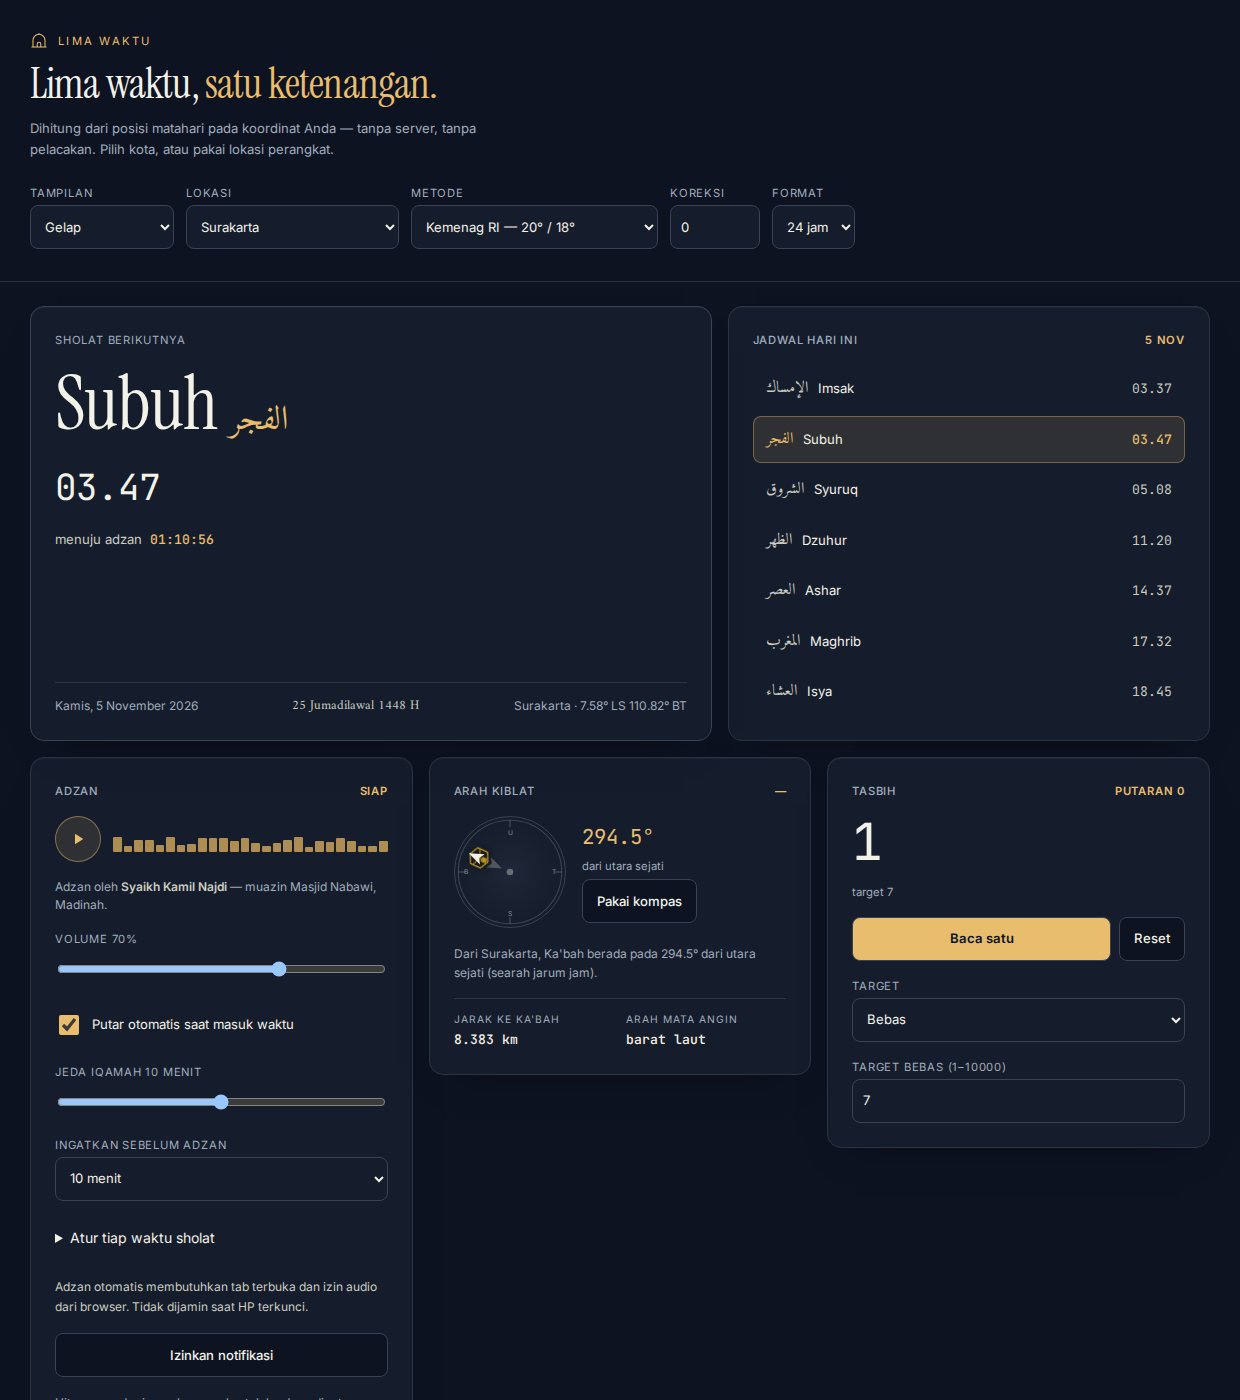 LIMA WAKTU
Lima waktu, satu ketenangan.
Dihitung dari posisi matahari pada koordinat Anda — tanpa server, tanpa
pelacakan. Pilih kota, atau pakai lokasi perangkat.
TAMPILAN LOKASI METODE KOREKSI FORMAT
Gelap Surakarta Kemenag RI — 20° / 18° 0 24 jam
SHOLAT BERIKUTNYA
Subuh الفجر
03.47
menuju adzan 01:10:56
Kamis, 5 November 2026 25 Jumadilawal 1448 H Surakarta · 7.58° LS 110.82° BT
JADWAL HARI INI 5 NOV
الإمساك Imsak 03.37
الفجر Subuh 03.47
الشروق Syuruq 05.08
الظهر Dzuhur 11.20
العصر Ashar 14.37
المغرب Maghrib 17.32
العشاء Isya 18.45
ADZAN SIAP
Adzan oleh Syaikh Kamil Najdi — muazin Masjid Nabawi,
Madinah.
VOLUME 70%
Putar otomatis saat masuk waktu
JEDA IQAMAH 10 MENIT
INGATKAN SEBELUM ADZAN
10 menit
Atur tiap waktu sholat
Adzan otomatis membutuhkan tab terbuka dan izin audio
dari browser. Tidak dijamin saat HP terkunci.
Izinkan notifikasi
ARAH KIBLAT —
U
B T
S
294.5°
dari utara sejati
Pakai kompas
Dari Surakarta, Ka'bah berada pada 294.5° dari utara
sejati (searah jarum jam).
JARAK KE KA'BAH ARAH MATA ANGIN
8.383 km barat laut
TASBIH PUTARAN 0
1
target 7
Baca satu Reset
TARGET
Bebas
TARGET BEBAS (1–10000)
7